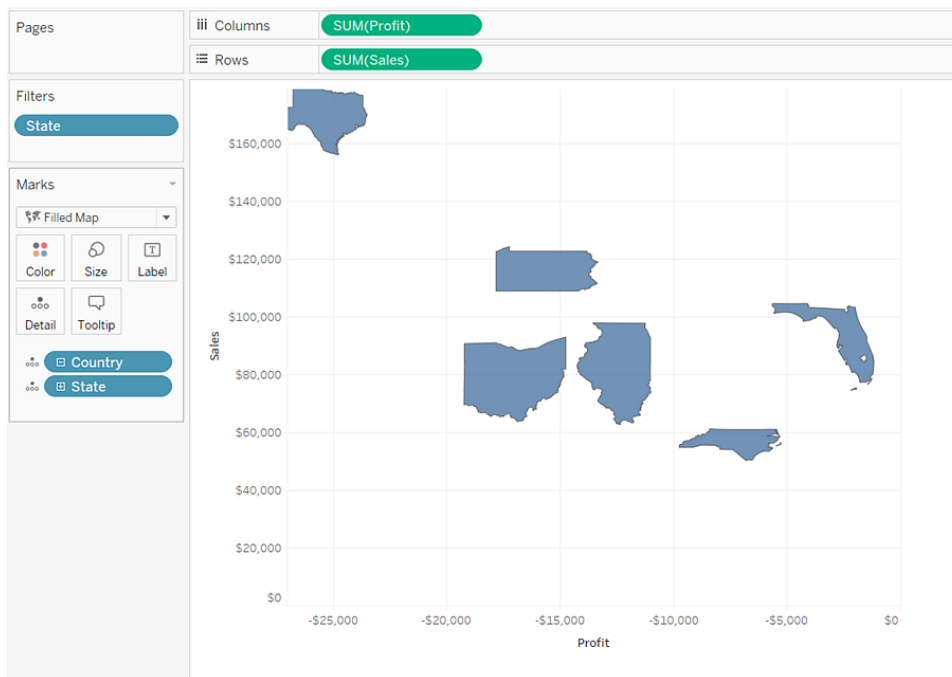 Pages
Columns
SUM(Profit)
Rows
SUM(Sales)
Filters
State
Marks
Filled Map
Color
Size
Label
Detail
Tooltip
Country
State
Sales
$160,000
$140,000
$120,000
$100,000
$80,000
$60,000
$40,000
$20,000
$0
-$25,000
-$20,000
-$15,000
-$10,000
-$5,000
$0
Profit